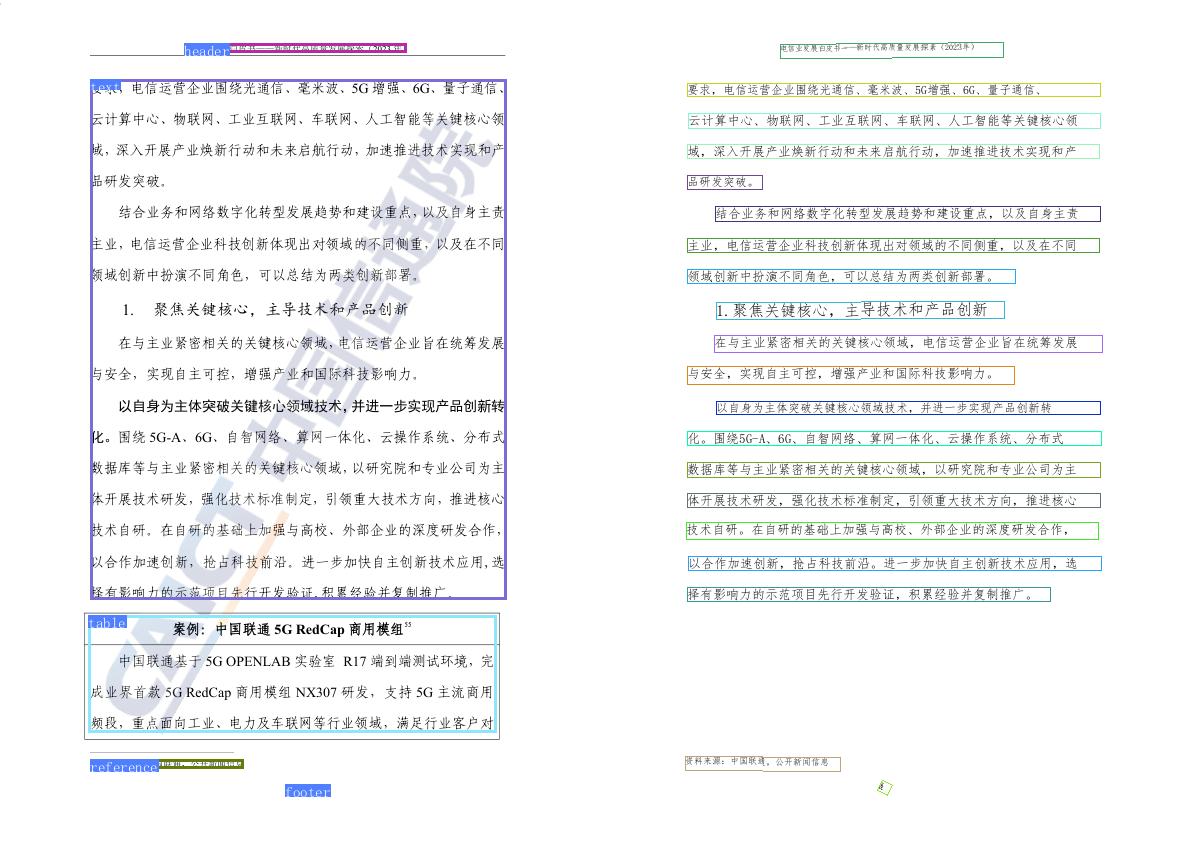 header
text
要求，电信运营企业围绕光通信、毫米波、5G 增强、6G、量子通信、
云计算中心、物联网、工业互联网、车联网、人工智能等关键核心领
域，深入开展产业焕新行动和未来启航行动，加速推进技术实现和产
品研发突破。
结合业务和网络数字化转型发展趋势和建设重点，以及自身主责
主业，电信运营企业科技创新体现出对领域的不同侧重，以及在不同
领域创新中扮演不同角色，可以总结为两类创新部署。
1. 聚焦关键核心，主导技术和产品创新
在与主业紧密相关的关键核心领域，电信运营企业旨在统筹发展
与安全，实现自主可控，增强产业和国际科技影响力。
以自身为主体突破关键核心领域技术，并进一步实现产品创新转
化。围绕 5G-A、6G、自智网络、算网一体化、云操作系统、分布式
数据库等与主业紧密相关的关键核心领域，以研究院和专业公司为主
体开展技术研发，强化技术标准制定，引领重大技术方向，推进核心
技术自研。在自研的基础上加强与高校、外部企业的深度研发合作，
以合作加速创新，抢占科技前沿。进一步加快自主创新技术应用，选
择有影响力的示范项目先行开发验证，积累经验并复制推广。
CAICT 中国信通院
table
案例：中国联通 5G RedCap 商用模组55
中国联通基于 5G OPENLAB 实验室 R17 端到端测试环境，完
成业界首款 5G RedCap 商用模组 NX307 研发，支持 5G 主流商用
频段，重点面向工业、电力及车联网等行业领域，满足行业客户对
reference
footer
电信业发展白皮书——新时代高质量发展探索（2023年）
要求，电信运营企业围绕光通信、毫米波、5G增强、6G、量子通信、
云计算中心、物联网、工业互联网、车联网、人工智能等关键核心领
域，深入开展产业焕新行动和未来启航行动，加速推进技术实现和产
品研发突破。
结合业务和网络数字化转型发展趋势和建设重点，以及自身主责
主业，电信运营企业科技创新体现出对领域的不同侧重，以及在不同
领域创新中扮演不同角色，可以总结为两类创新部署。
1. 聚焦关键核心，主导技术和产品创新
在与主业紧密相关的关键核心领域，电信运营企业旨在统筹发展
与安全，实现自主可控，增强产业和国际科技影响力。
以自身为主体突破关键核心领域技术，并进一步实现产品创新转
化。围绕5G-A、6G、自智网络、算网一体化、云操作系统、分布式
数据库等与主业紧密相关的关键核心领域，以研究院和专业公司为主
体开展技术研发，强化技术标准制定，引领重大技术方向，推进核心
技术自研。在自研的基础上加强与高校、外部企业的深度研发合作，
以合作加速创新，抢占科技前沿。进一步加快自主创新技术应用，选
择有影响力的示范项目先行开发验证，积累经验并复制推广。
资料来源：中国联通，公开新闻信息